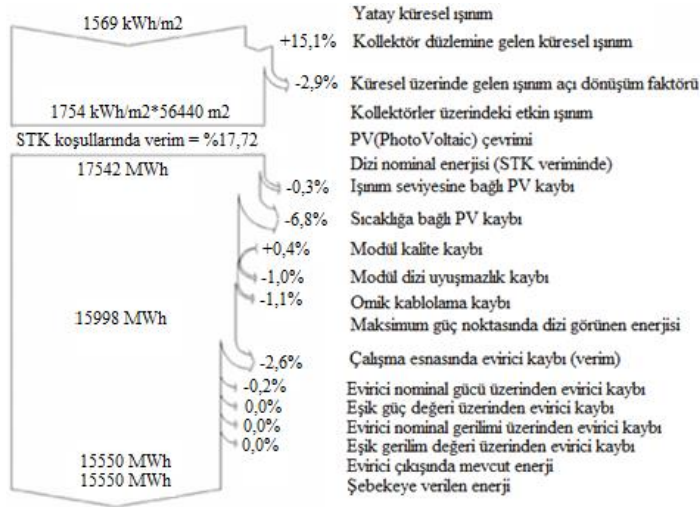 Yatay küresel ışınım
1569 kWh/m2
+15,1% Kollektör düzlemine gelen küresel ışınım
-2,9% Küresel üzerinde gelen ışınım açı dönüşüm faktörü
1754 kWh/m2*56440 m2 Kollektörler üzerindeki etkin ışınım
STK koşullarında verim = %17,72 PV(PhotoVoltaic) çevrimi
17542 MWh Dizi nominal enerjisi (STK veriminde)
-0,3% Işınım seviyesine bağlı PV kaybı
-6,8% Sıcaklığa bağlı PV kaybı
+0,4% Modül kalite kaybı
-1,0% Modül dizi uyuşmazlık kaybı
-1,1% Omik kablolama kaybı
15998 MWh Maksimum güç noktasında dizi görünen enerjisi
-2,6% Çalışma esnasında evirici kaybı (verim)
-0,2% Evirici nominal gücü üzerinden evirici kaybı
0,0% Eşik güç değeri üzerinden evirici kaybı
0,0% Evirici nominal gerilimi üzerinden evirici kaybı
0,0% Eşik gerilim değeri üzerinden evirici kaybı
15550 MWh Evirici çıkışında mevcut enerji
15550 MWh Şebekeye verilen enerji